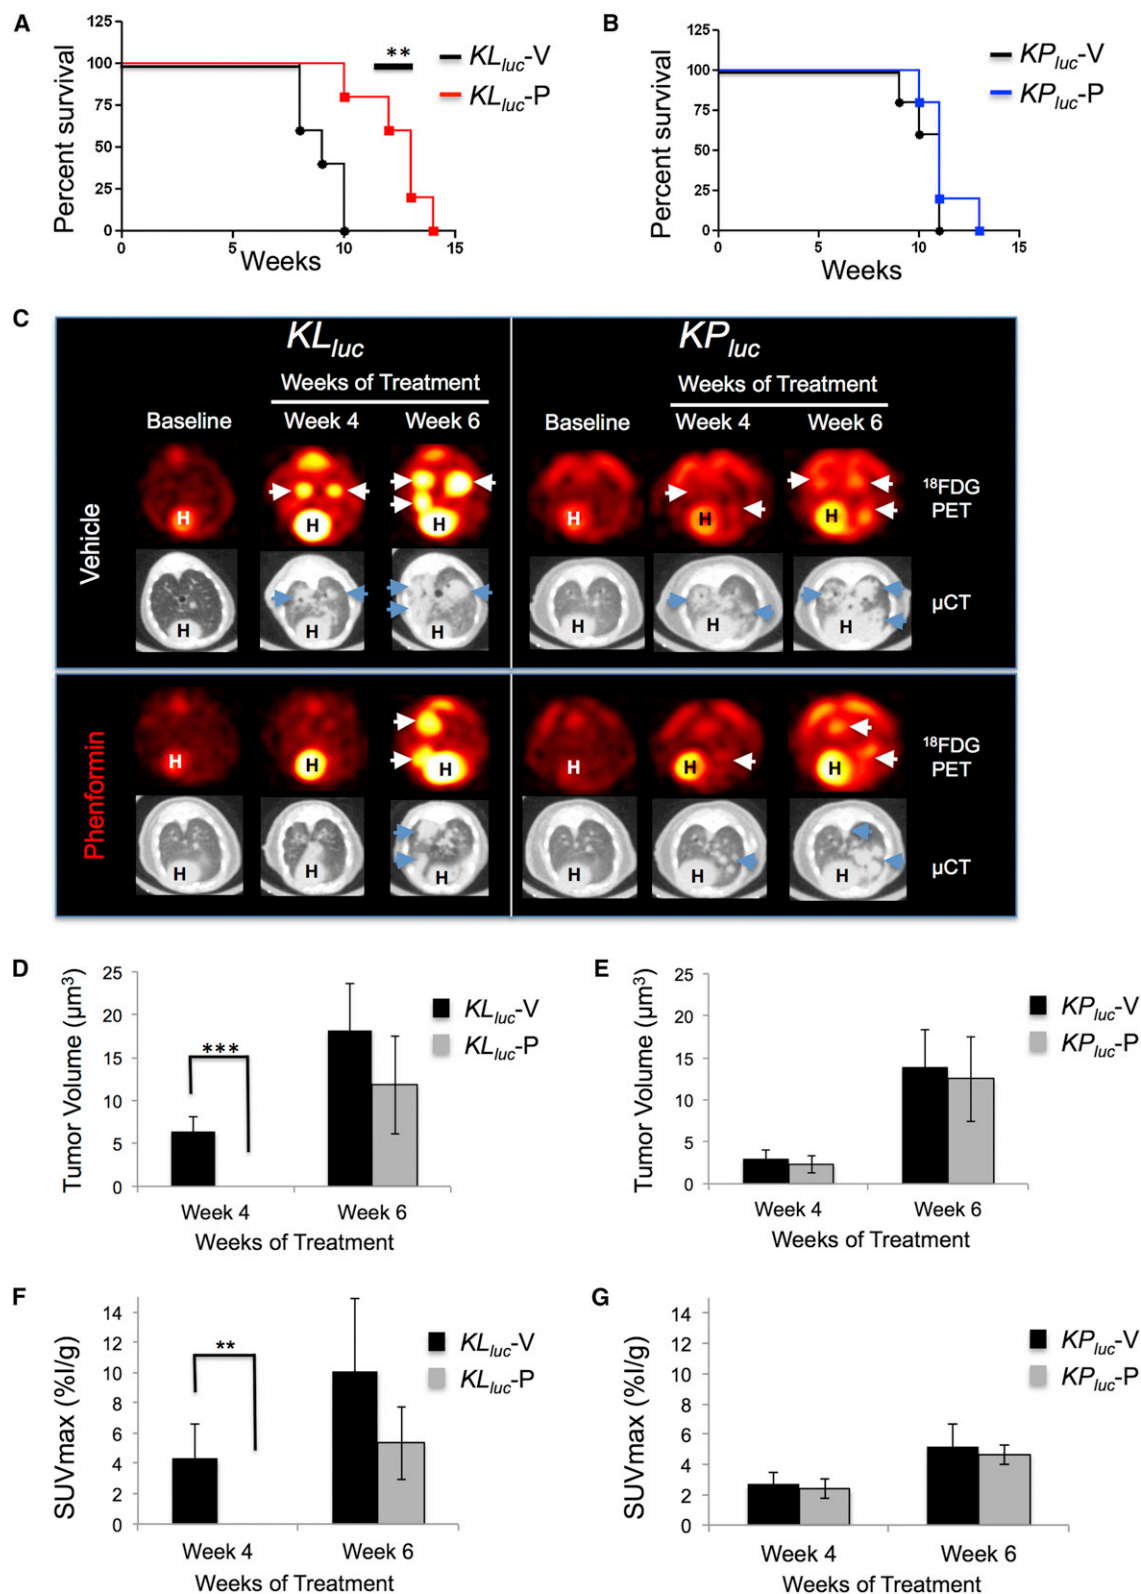 A
125
100
75
50
25
0
Percent survival
0 5 10 15
Weeks
**
KLluc-V
KLluc-P
B
125
100
75
50
25
0
Percent survival
0 5 10 15
Weeks
KPluc-V
KPluc-P
C
KLluc
KPluc
Weeks of Treatment
Weeks of Treatment
Baseline Week 4 Week 6
Baseline Week 4 Week 6
Vehicle
H H H H H H
18FDG
PET
H H H H H H
µCT
Phenformin
H H H H H H
18FDG
PET
H H H H H H
µCT
D
25
20
15
10
5
0
Tumor Volume (µm³)
***
KLluc-V
KLluc-P
Week 4 Week 6
Weeks of Treatment
E
25
20
15
10
5
0
Tumor Volume (µm³)
KPluc-V
KPluc-P
Week 4 Week 6
Weeks of Treatment
F
14
12
10
8
6
4
2
0
SUVmax (%I/g)
**
KLluc-V
KLluc-P
Week 4 Week 6
Weeks of Treatment
G
14
12
10
8
6
4
2
0
SUVmax (%I/g)
KPluc-V
KPluc-P
Week 4 Week 6
Weeks of Treatment